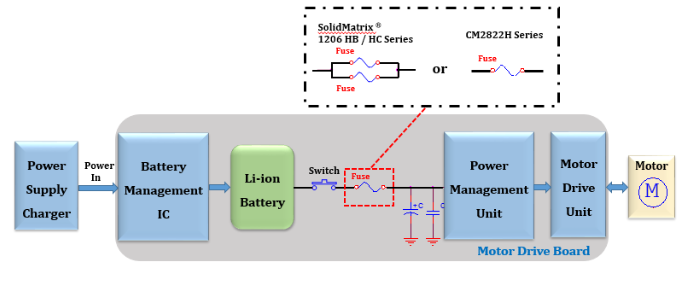 SolidMatrix®
1206 HB / HC Series
Fuse
Fuse
or
CM2822H Series
Fuse
Power
Supply
Charger
Power
In
Battery
Management
IC
Li-ion
Battery
Switch
Fuse
+C
C
Power
Management
Unit
Motor
Drive
Unit
Motor
M
Motor Drive Board